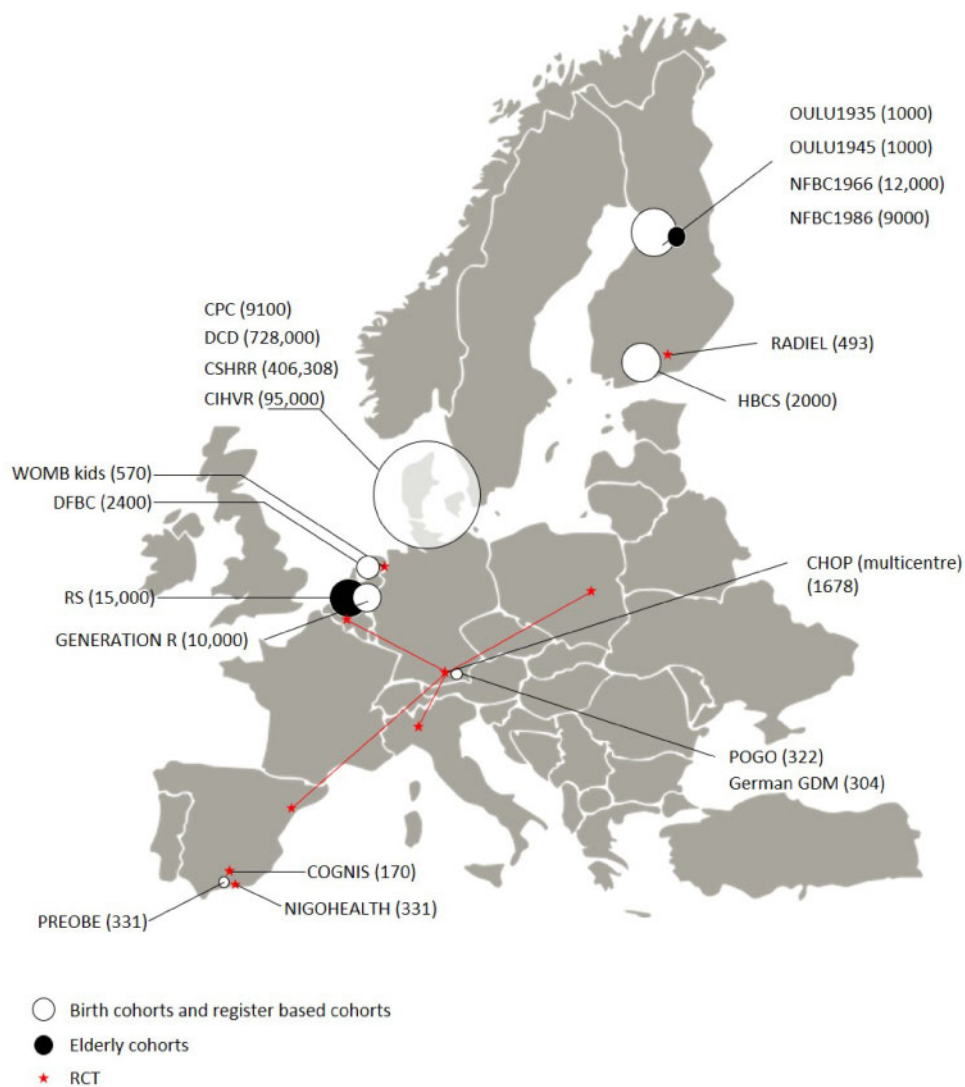 OULU1935 (1000)
OULU1945 (1000)
NFBC1966 (12,000)
NFBC1986 (9000)
CPC (9100)
DCD (728,000)
CSHRR (406,308)
CIHVR (95,000)
RADIEL (493)
HBCS (2000)
WOMB kids (570)
DFBC (2400)
CHOP (multicentre)
(1678)
RS (15,000)
GENERATION R (10,000)
POGO (322)
German GDM (304)
COGNIS (170)
NIGOHEALTH (331)
PREOBE (331)
Birth cohorts and register based cohorts
Elderly cohorts
RCT